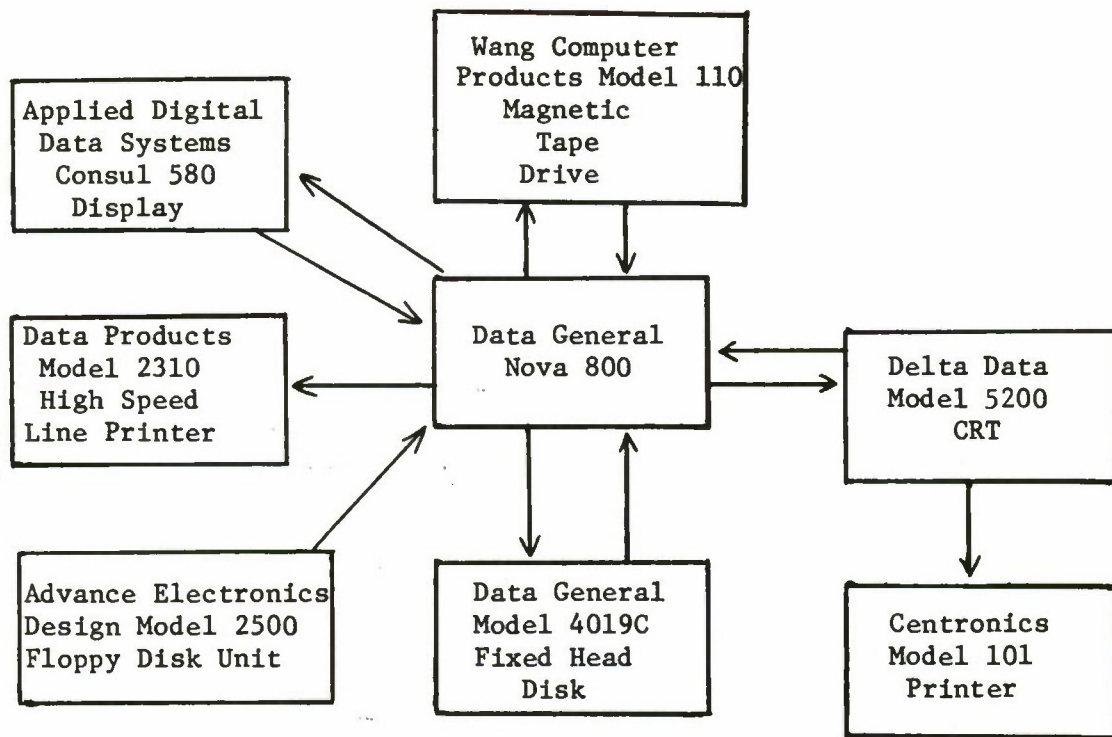 Wang Computer
Products Model 110
Magnetic
Tape
Drive
Applied Digital
Data Systems
Consul 580
Display
Data General
Nova 800
Data Products
Model 2310
High Speed
Line Printer
Delta Data
Model 5200
CRT
Advance Electronics
Design Model 2500
Floppy Disk Unit
Data General
Model 4019C
Fixed Head
Disk
Centronics
Model 101
Printer